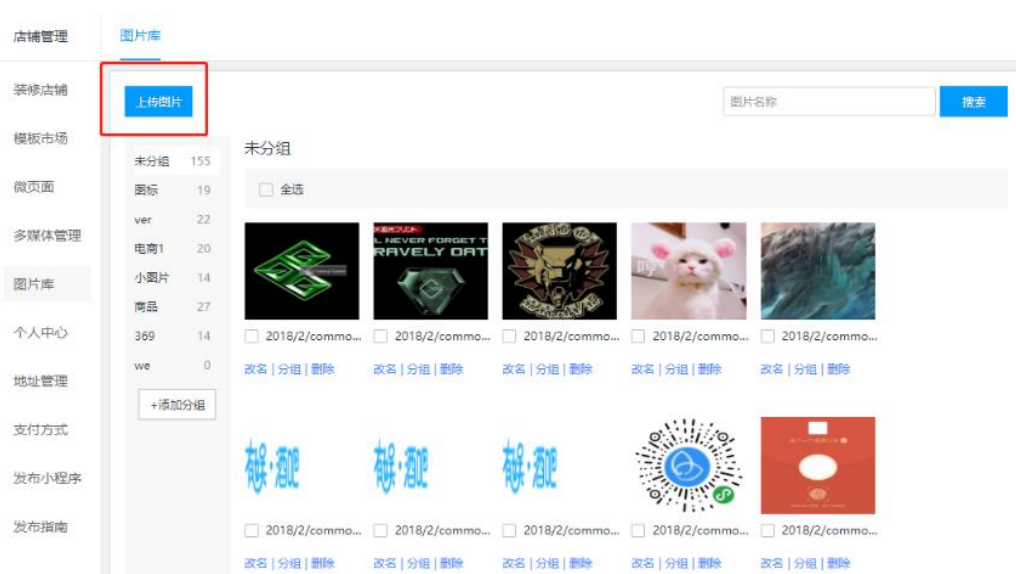 店铺管理
图片库
装修店铺
模板市场
微页面
多媒体管理
图片库
个人中心
地址管理
支付方式
发布小程序
发布指南
上传图片
图片名称
搜索
未分组 155
图标 19
ver 22
电商1 20
小图片 14
商品 27
369 14
we 0
+添加分组
未分组
全选
L NEVER FORGET T
RAVELY OAT
哼
2018/2/commo... 2018/2/commo... 2018/2/commo... 2018/2/commo... 2018/2/commo...
改名 | 分组 | 删除 改名 | 分组 | 删除 改名 | 分组 | 删除 改名 | 分组 | 删除 改名 | 分组 | 删除
2018/2/commo... 2018/2/commo... 2018/2/commo... 2018/2/commo... 2018/2/commo...
改名 | 分组 | 删除 改名 | 分组 | 删除 改名 | 分组 | 删除 改名 | 分组 | 删除 改名 | 分组 | 删除